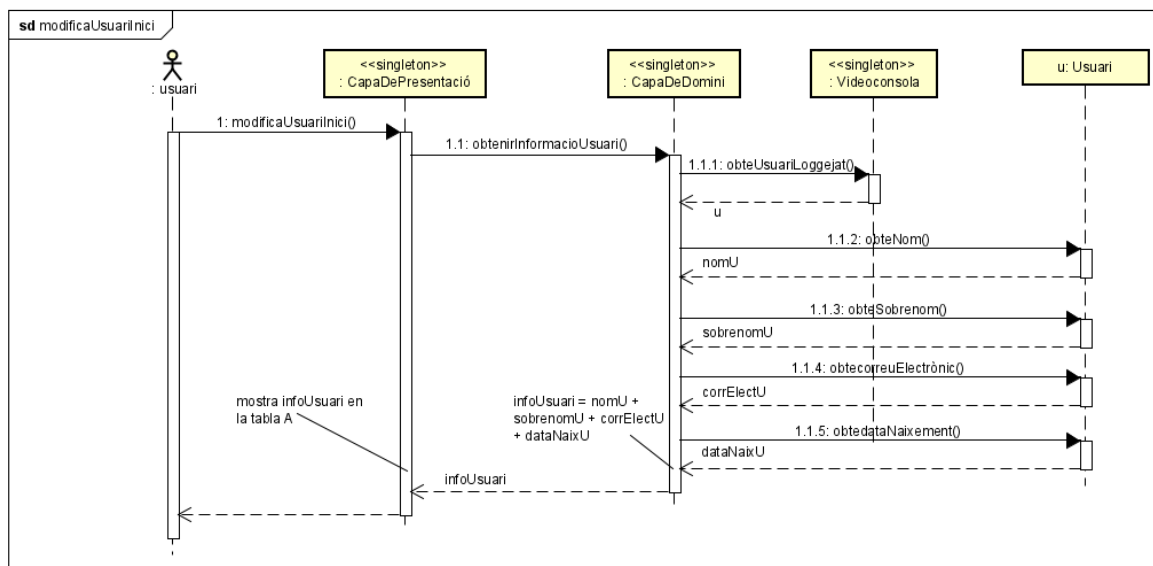 sd modificaUsuariInici
: usuari
<<singleton>>
: CapaDePresentació
<<singleton>>
: CapaDeDomini
<<singleton>>
: Videoconsola
u: Usuari
1: modificaUsuariInici()
1.1: obtenirInformacioUsuari()
1.1.1: obteUsuariLoggejat()
u
1.1.2: obteNom()
nomU
1.1.3: obteSobrenom()
sobrenomU
1.1.4: obtecorreuElectrònic()
corrElectU
mostra infoUsuari en
la tabla A
infoUsuari = nomU +
sobrenomU + corrElectU
+ dataNaixU
1.1.5: obtedataNaixement()
dataNaixU
infoUsuari